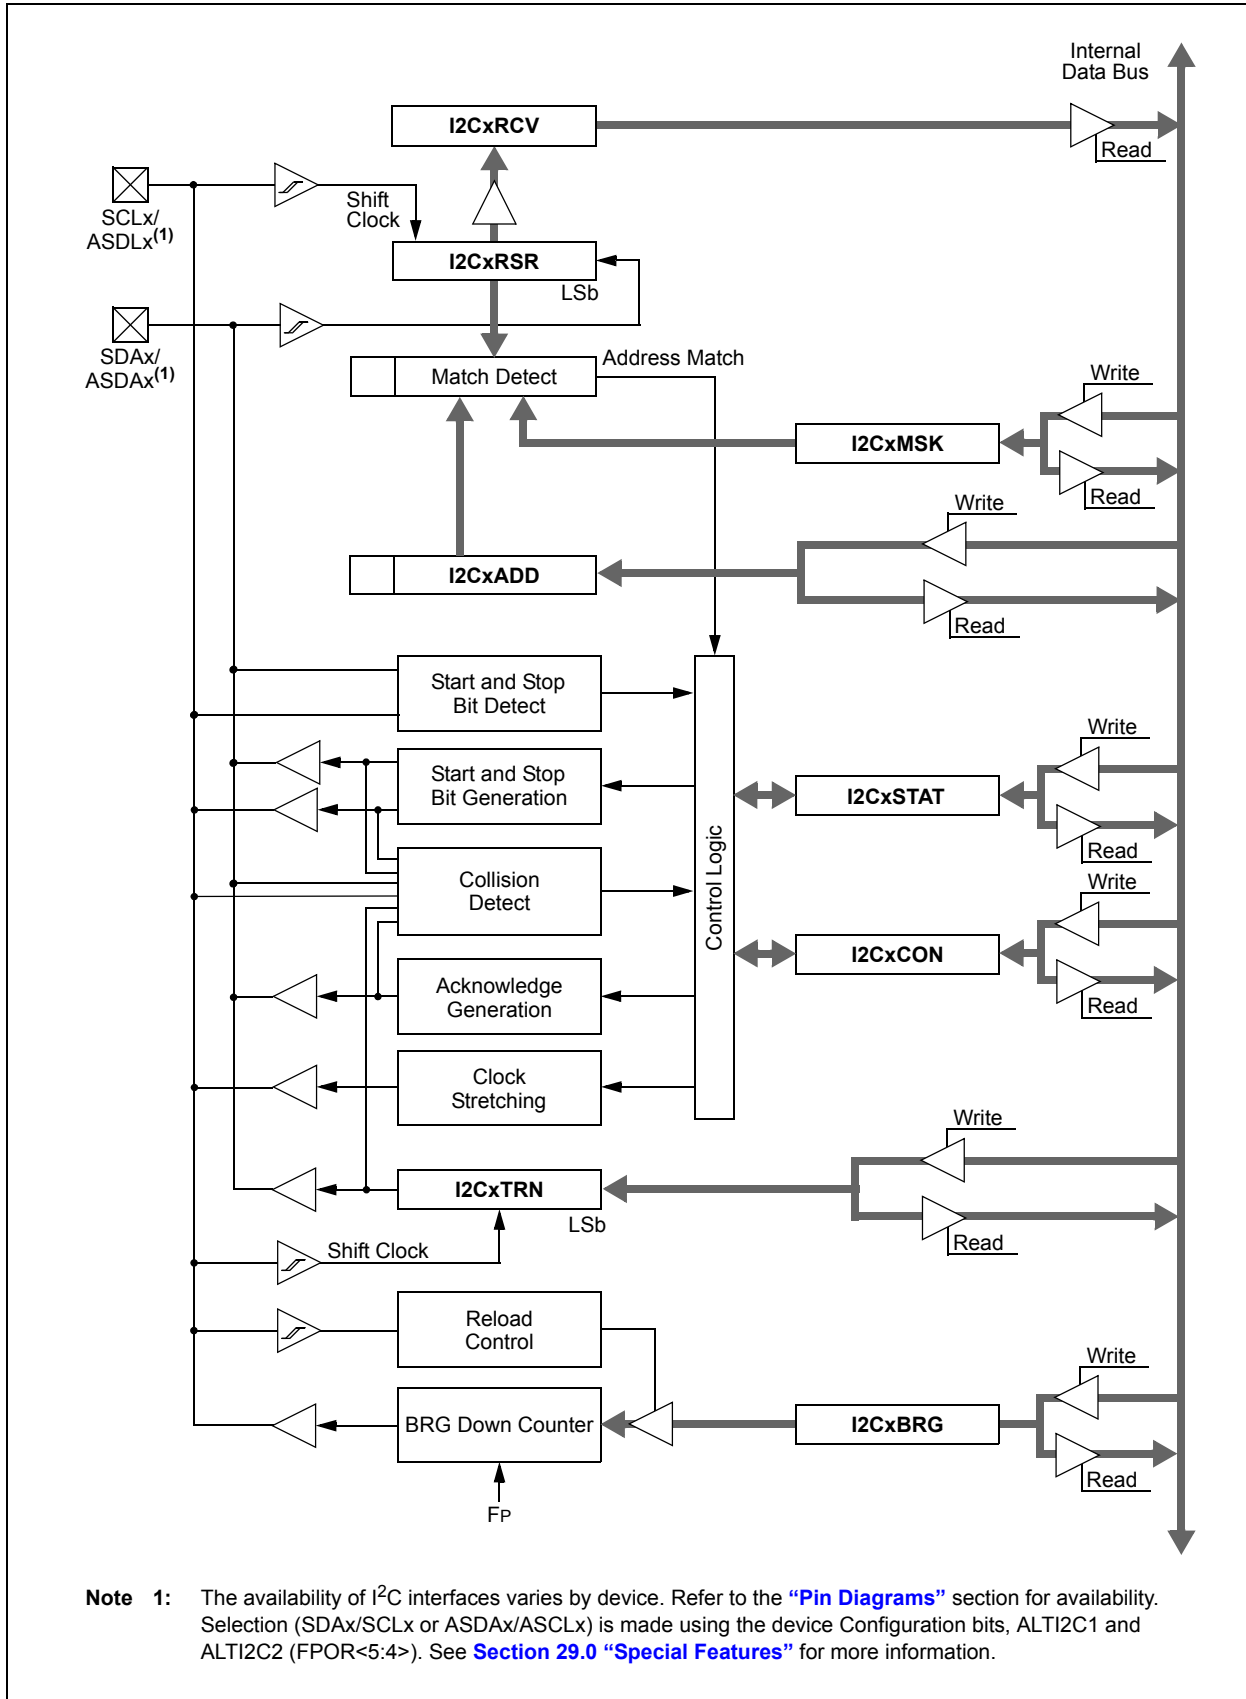 Internal
Data Bus
I2CxRCV
Read
SCLx/
ASDLx(1)
Shift
Clock
I2CxRSR
LSb
SDAx/
ASDAx(1)
Match Detect
Address Match
Write
I2CxMSK
Read
Write
I2CxADD
Read
Start and Stop
Bit Detect
Write
Start and Stop
Bit Generation
I2CxSTAT
Read
Control Logic
Collision
Detect
Write
I2CxCON
Read
Acknowledge
Generation
Clock
Stretching
Write
I2CxTRN
LSb
Read
Shift Clock
Reload
Control
Write
BRG Down Counter
I2CxBRG
Read
FP
Note 1: The availability of I2C interfaces varies by device. Refer to the “Pin Diagrams” section for availability.
Selection (SDAx/SCLx or ASDAx/ASCLx) is made using the device Configuration bits, ALTI2C1 and
ALTI2C2 (FPOR<5:4>). See Section 29.0 “Special Features” for more information.